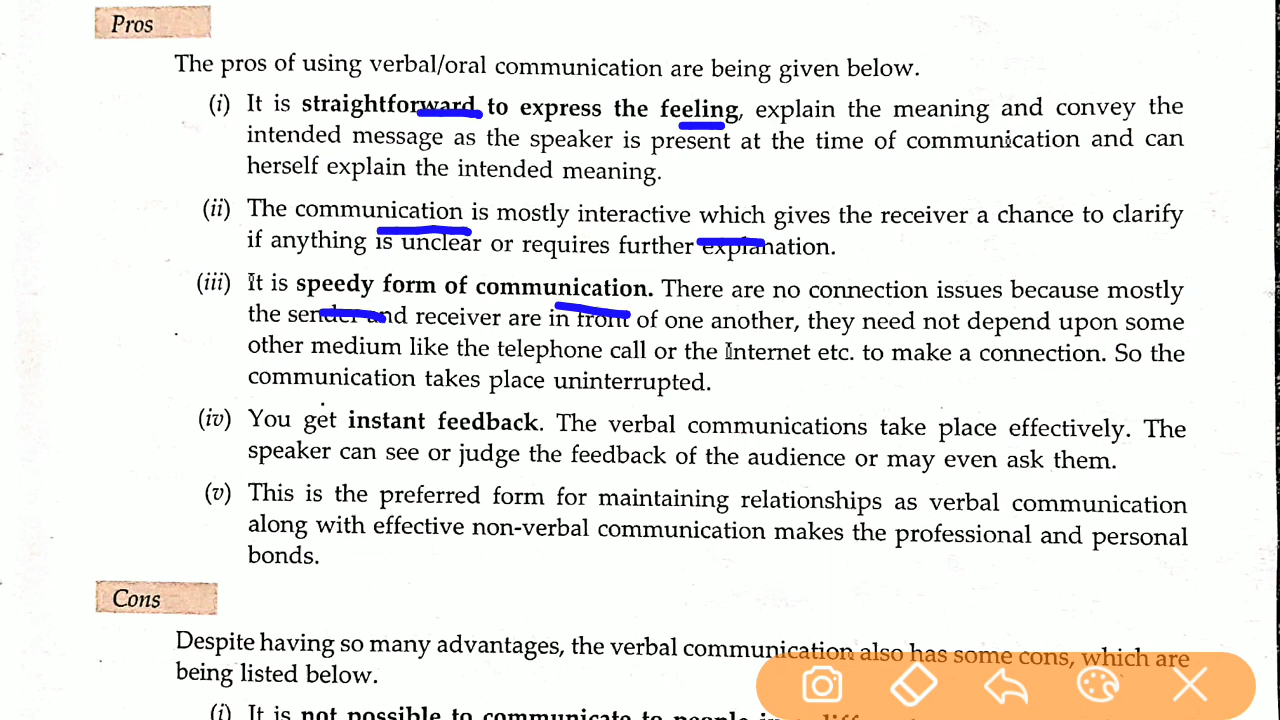 Pros
The pros of using verbal/oral communication are being given below.
(i) It is straightforward to express the feeling, explain the meaning and convey the
intended message as the speaker is present at the time of communication and can
herself explain the intended meaning.
(ii) The communication is mostly interactive which gives the receiver a chance to clarify
if anything is unclear or requires further explanation.
(iii) It is speedy form of communication. There are no connection issues because mostly
the sender and receiver are in front of one another, they need not depend upon some
other medium like the telephone call or the Internet etc. to make a connection. So the
communication takes place uninterrupted.
(iv) You get instant feedback. The verbal communications take place effectively. The
speaker can see or judge the feedback of the audience or may even ask them.
(v) This is the preferred form for maintaining relationships as verbal communication
along with effective non-verbal communication makes the professional and personal
bonds.
Cons
Despite having so many advantages, the verbal communication also has some cons, which are
being listed below.
(i) It is not possible to communicate to people in